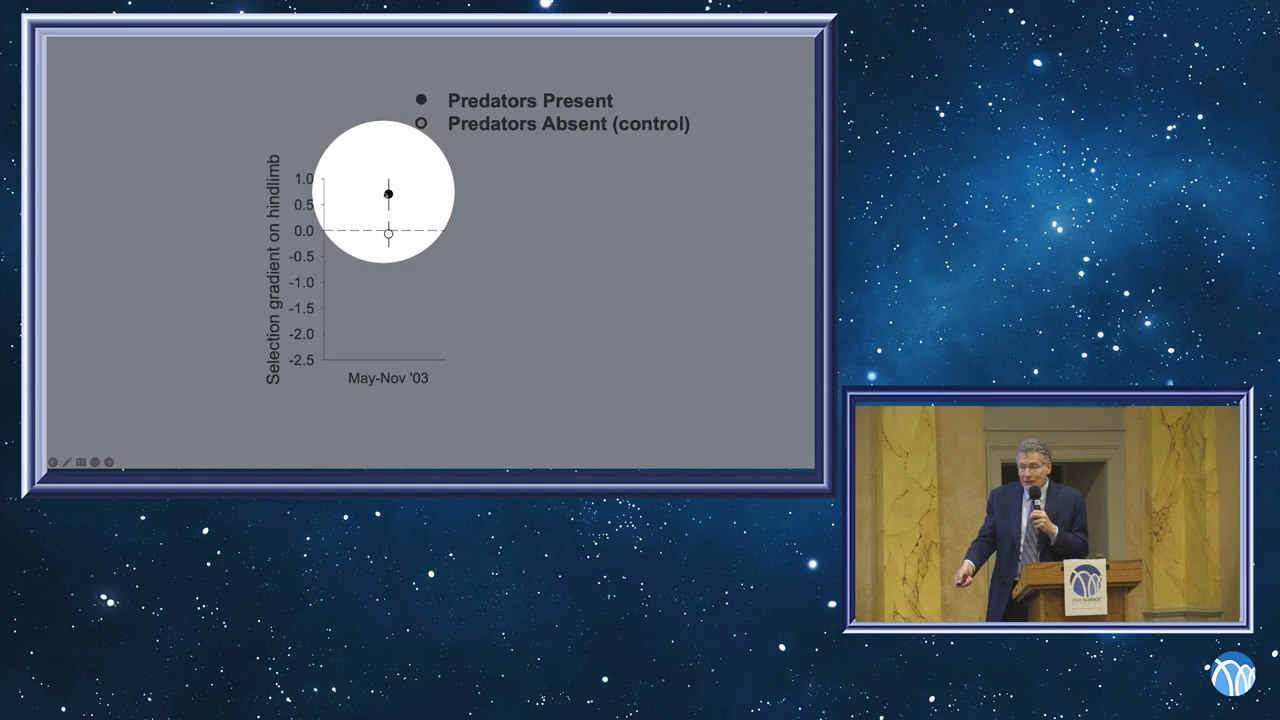 Predators Present
Predators Absent (control)
Selection gradient on hindlimb
1.0
0.5
0.0
-0.5
-1.0
-1.5
-2.0
-2.5
May-Nov '03